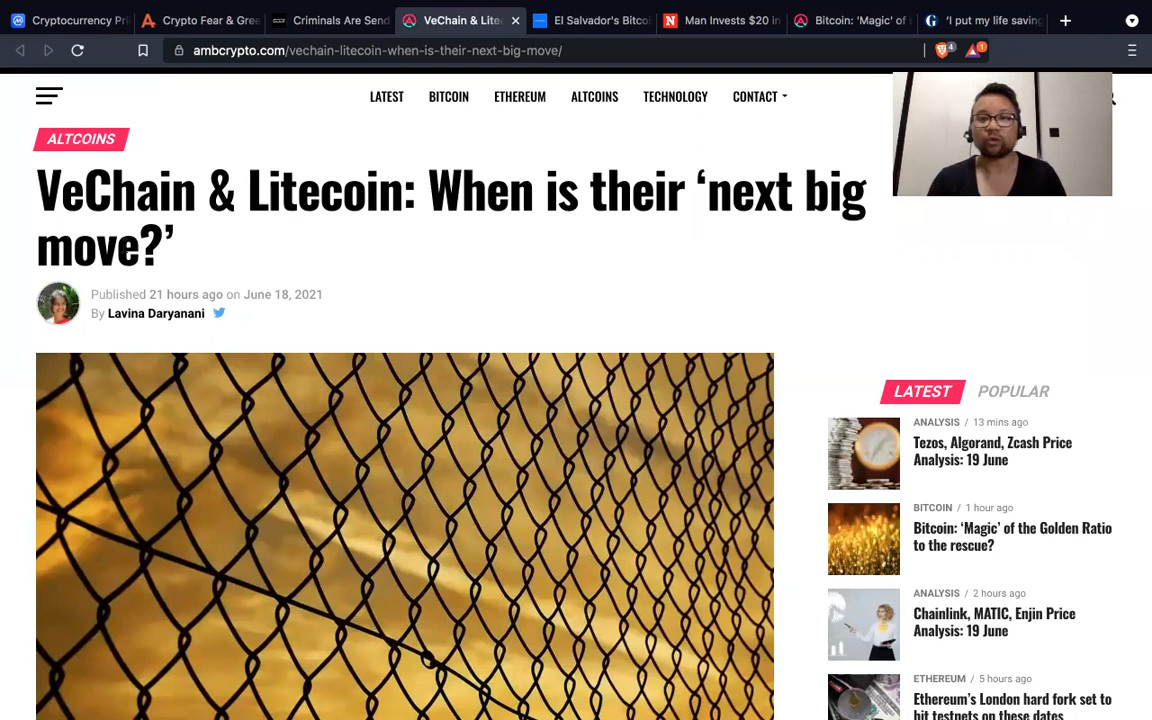 Cryptocurrency Pri
Crypto Fear & Gre
Criminals Are Send
VeChain & Lite
El Salvador's Bitco
Man Invests $20 in
Bitcoin: 'Magic' of
'I put my life saving
ambcrypto.com/vechain-litecoin-when-is-their-next-big-move/
4
1
LATEST
BITCOIN
ETHEREUM
ALTCOINS
TECHNOLOGY
CONTACT
ALTCOINS
VeChain & Litecoin: When is their ‘next big
move?’
Published 21 hours ago on June 18, 2021
By Lavina Daryanani
LATEST
POPULAR
ANALYSIS / 13 mins ago
Tezos, Algorand, Zcash Price
Analysis: 19 June
BITCOIN / 1 hour ago
Bitcoin: ‘Magic’ of the Golden Ratio
to the rescue?
ANALYSIS / 2 hours ago
Chainlink, MATIC, Enjin Price
Analysis: 19 June
ETHEREUM / 5 hours ago
Ethereum’s London hard fork set to
hit testnets on these dates